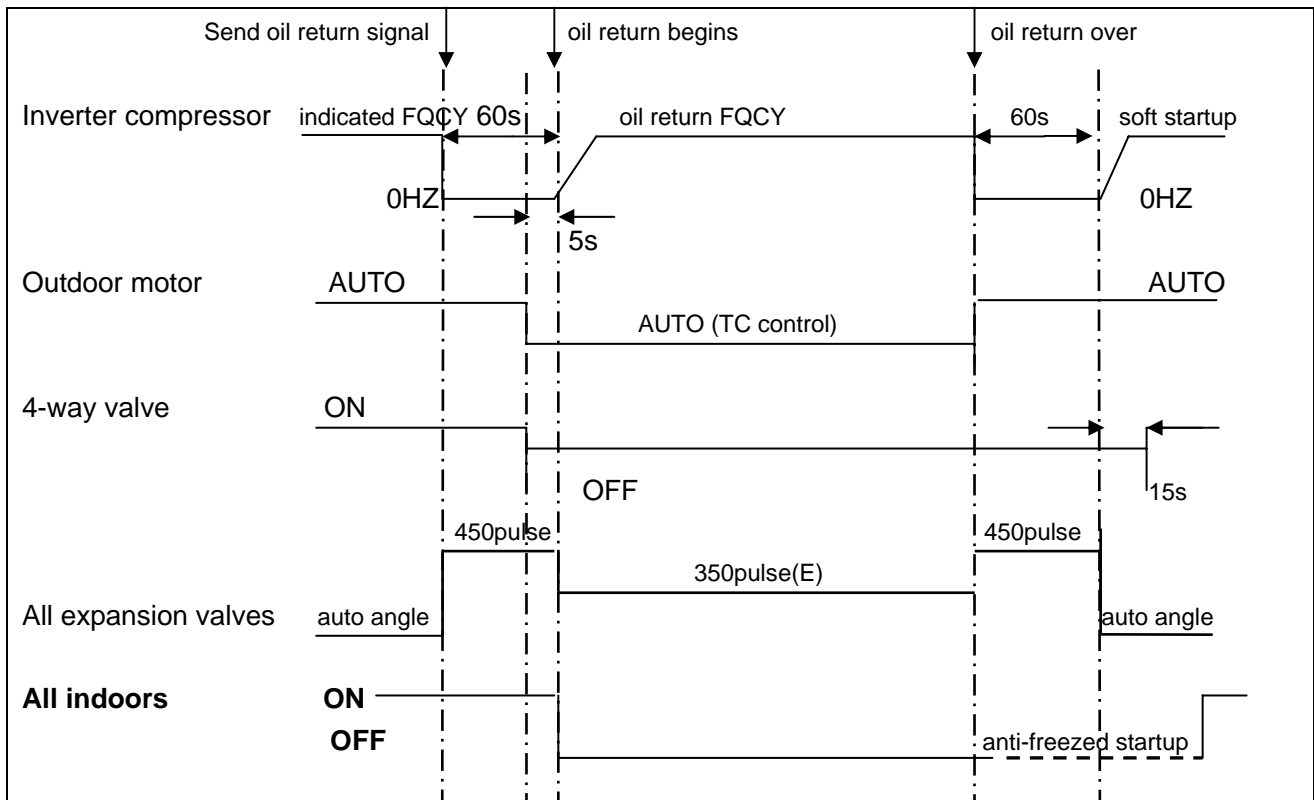 Send oil return signal oil return begins oil return over
Inverter compressor indicated FQCY 60s oil return FQCY 60s soft startup
0HZ 0HZ
5s
Outdoor motor AUTO AUTO
AUTO (TC control)
4-way valve ON
OFF 15s
450pulse 450pulse
350pulse(E)
All expansion valves auto angle auto angle
All indoors ON
OFF anti-freezed startup